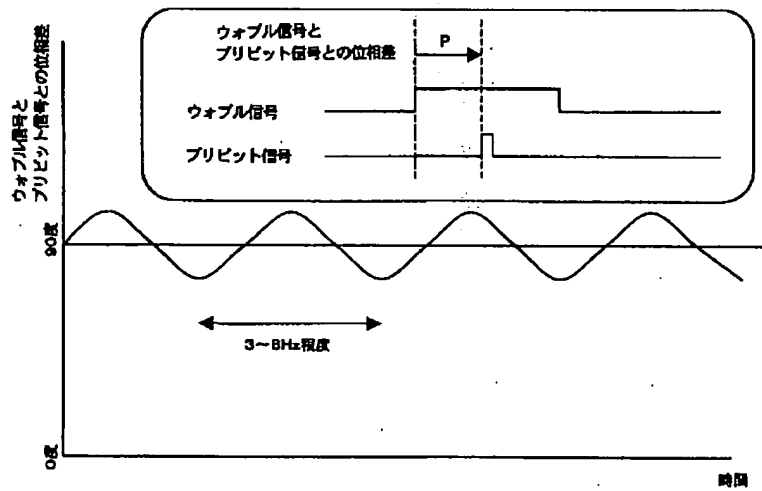 ウォブル信号と
プリピット信号との位相差
P
ウォブル信号
プリピット信号
ウォブル信号と
プリピット信号との位相差
90度
3～8Hz程度
0度
時間